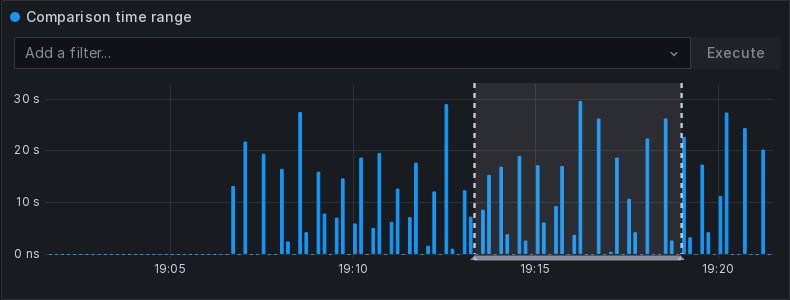 Comparison time range
Add a filter...
Execute
30 s
20 s
10 s
0 ns
19:05 19:10 19:15 19:20